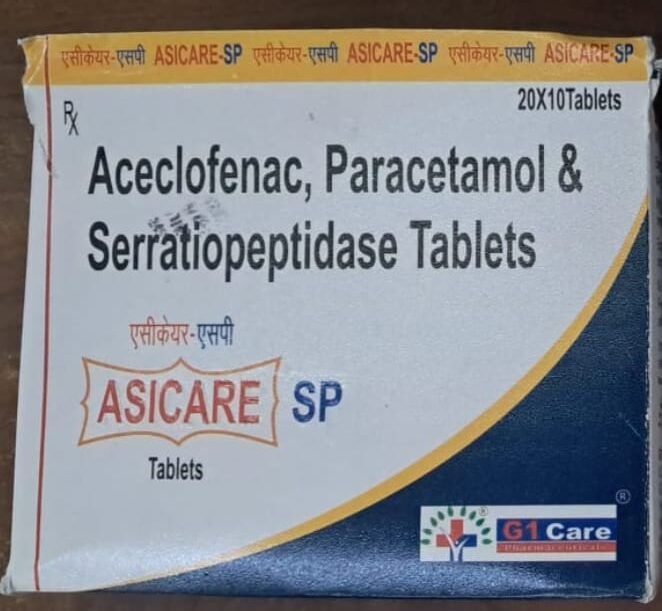 एसीकेयर-एसपी ASICARE-SP एसीकेयर-एसपी ASICARE-SP एसीकेयर-एसपी ASICARE-SP
Rx
20X10Tablets
Aceclofenac, Paracetamol &
Serratiopeptidase Tablets
एसीकेयर-एसपी
ASICARE SP
Tablets
®
®
G1 Care
Pharmaceuticals